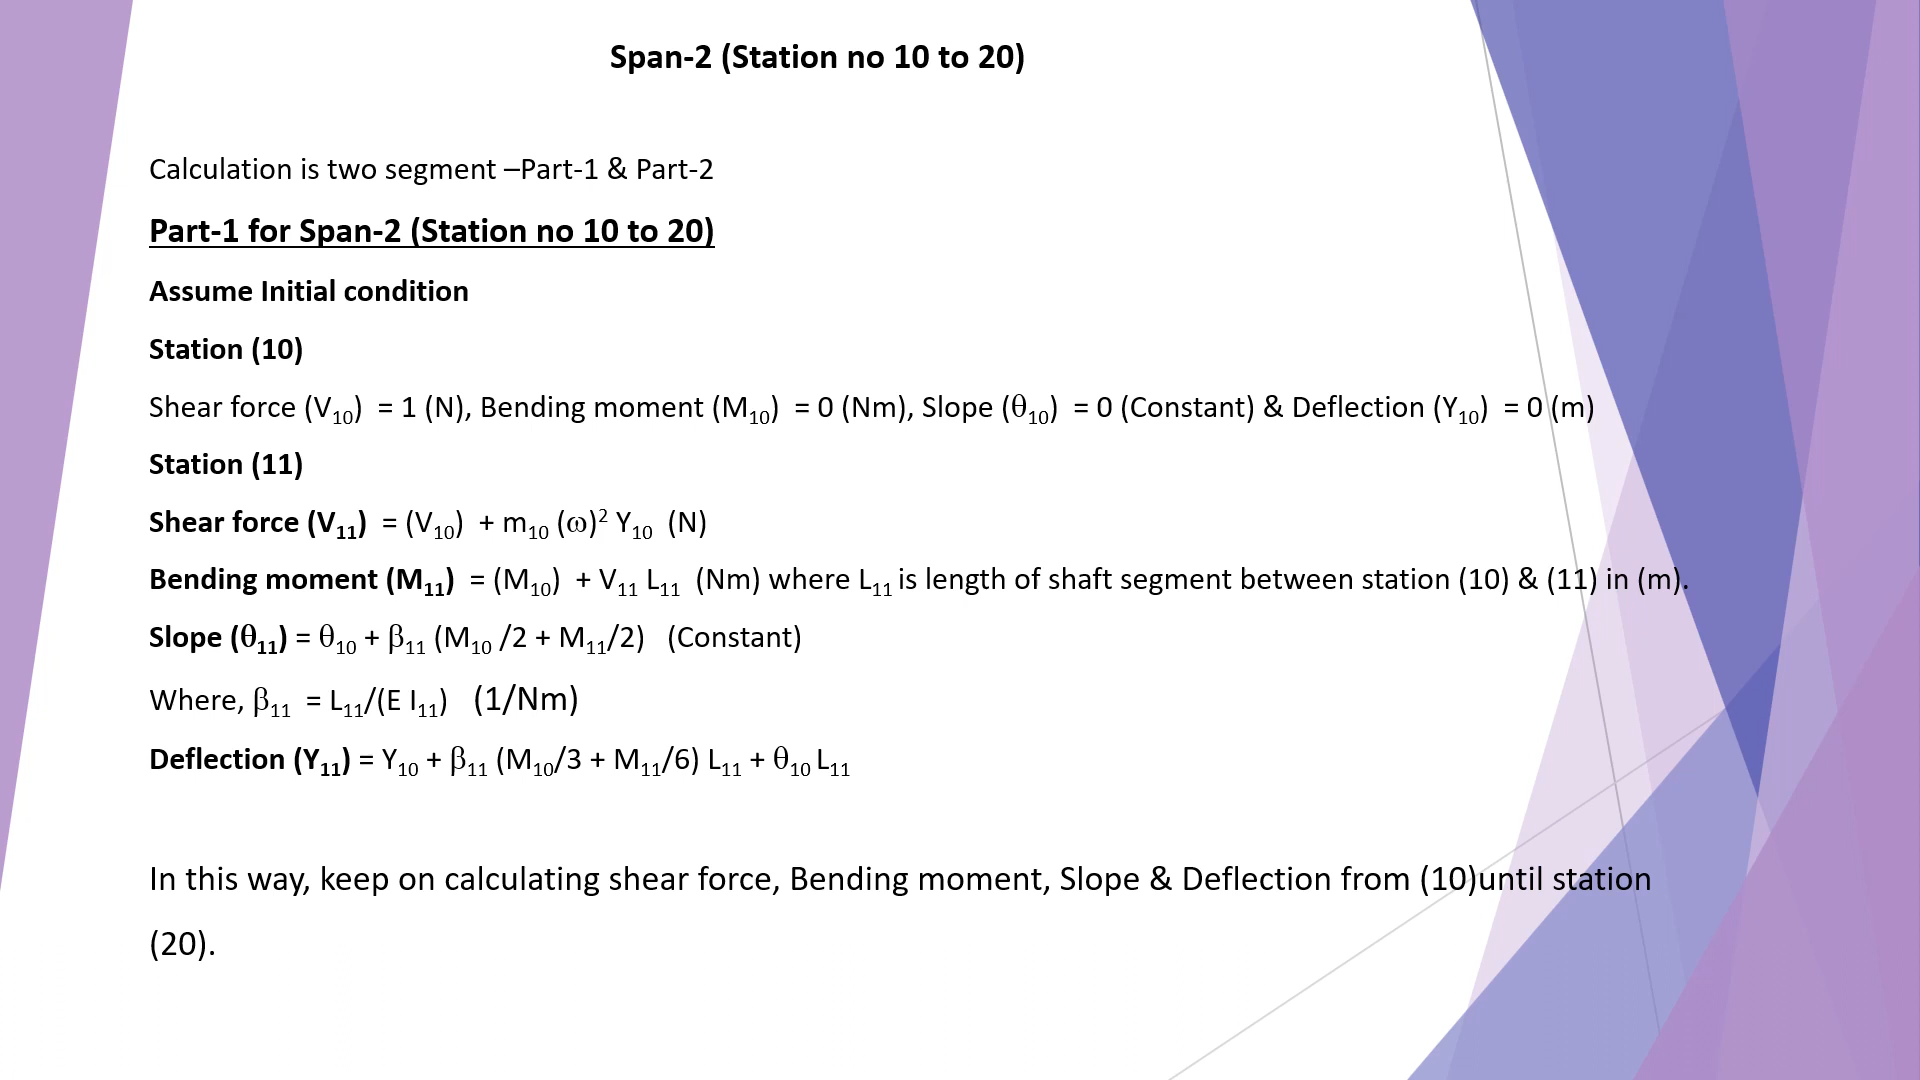 Span-2 (Station no 10 to 20)
Calculation is two segment –Part-1 & Part-2
Part-1 for Span-2 (Station no 10 to 20)
Assume Initial condition
Station (10)
Shear force (V₁₀) = 1 (N), Bending moment (M₁₀) = 0 (Nm), Slope (θ₁₀) = 0 (Constant) & Deflection (Y₁₀) = 0 (m)
Station (11)
Shear force (V₁₁) = (V₁₀) + m₁₀ (ω)² Y₁₀ (N)
Bending moment (M₁₁) = (M₁₀) + V₁₁ L₁₁ (Nm) where L₁₁ is length of shaft segment between station (10) & (11) in (m).
Slope (θ₁₁) = θ₁₀ + β₁₁ (M₁₀ /2 + M₁₁/2) (Constant)
Where, β₁₁ = L₁₁/(E I₁₁) (1/Nm)
Deflection (Y₁₁) = Y₁₀ + β₁₁ (M₁₀/3 + M₁₁/6) L₁₁ + θ₁₀ L₁₁
In this way, keep on calculating shear force, Bending moment, Slope & Deflection from (10)until station
(20).